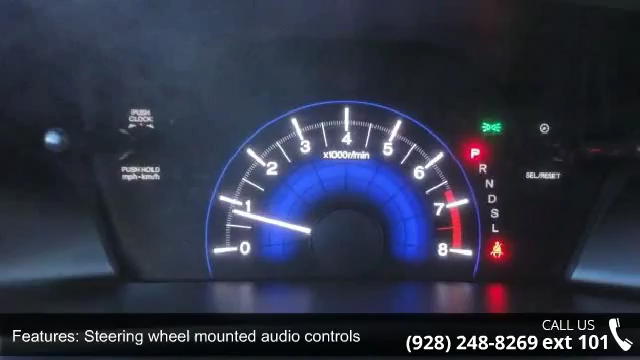 PUSH
CLOCK
PUSH HOLD
mph-km/h
0
1
2
3
4
5
6
7
8
x1000r/min
P
R
N
D
S
L
SEL/RESET
Features: Steering wheel mounted audio controls
CALL US
(928) 248-8269 ext 101